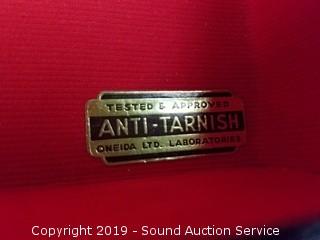 TESTED & APPROVED
ANTI-TARNISH
ONEIDA LTD. LABORATORIES
Copyright 2019 - Sound Auction Service